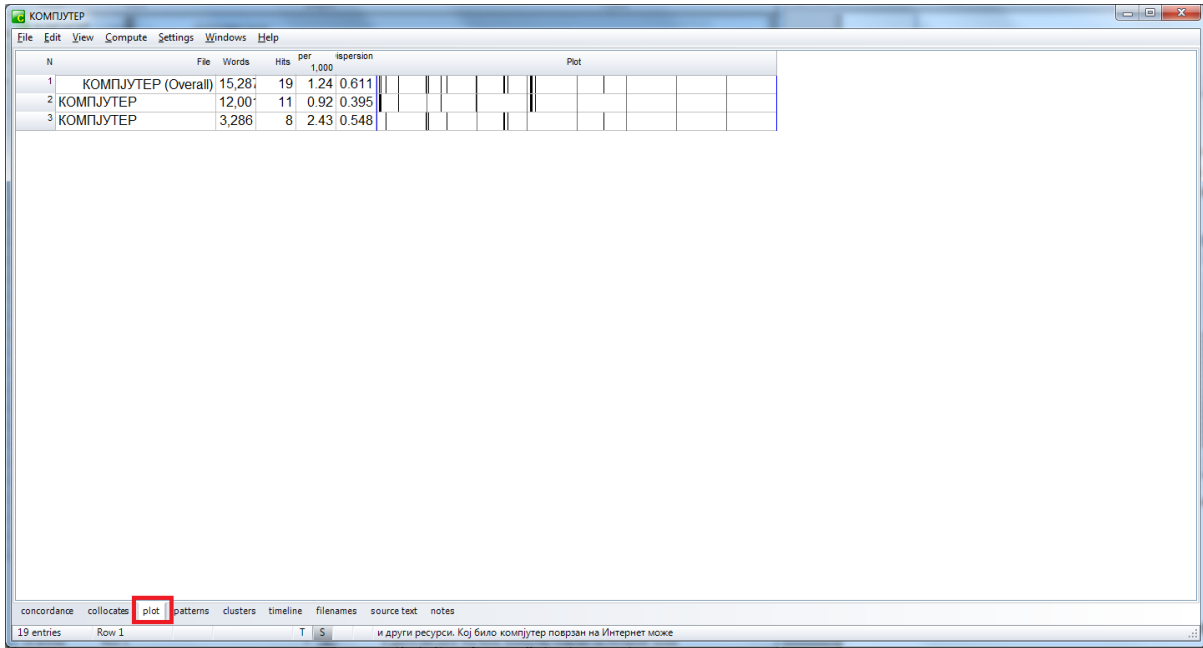 КОМПЈУТЕР
File Edit View Compute Settings Windows Help
N File Words Hits per 1,000 ispersion Plot
1 КОМПЈУТЕР (Overall) 15,287 19 1.24 0.611
2 КОМПЈУТЕР 12,001 11 0.92 0.395
3 КОМПЈУТЕР 3,286 8 2.43 0.548
concordance collocates plot patterns clusters timeline filenames source text notes
19 entries Row 1 T S и други ресурси. Кој било компјутер поврзан на Интернет може